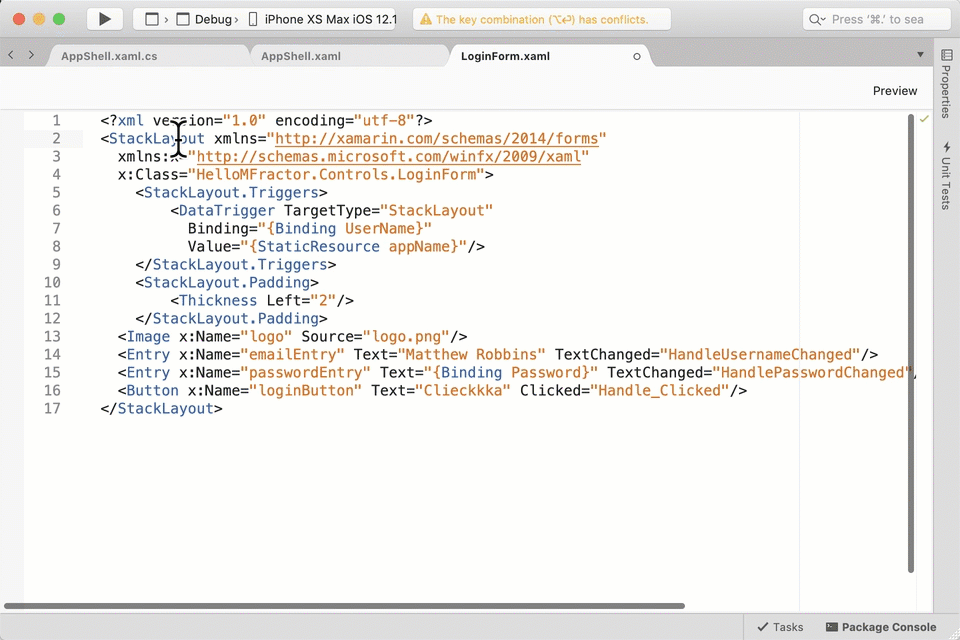 Debug › iPhone XS Max iOS 12.1
The key combination (⌥⏎) has conflicts.
Press ‘⌘.’ to sea
AppShell.xaml.cs
AppShell.xaml
LoginForm.xaml
Preview
Properties
Unit Tests
1 <?xml version="1.0" encoding="utf-8"?>
2 <StackLayout xmlns="http://xamarin.com/schemas/2014/forms"
3 xmlns:x="http://schemas.microsoft.com/winfx/2009/xaml"
4 x:Class="HelloMFractor.Controls.LoginForm">
5 <StackLayout.Triggers>
6 <DataTrigger TargetType="StackLayout"
7 Binding="{Binding UserName}"
8 Value="{StaticResource appName}"/>
9 </StackLayout.Triggers>
10 <StackLayout.Padding>
11 <Thickness Left="2"/>
12 </StackLayout.Padding>
13 <Image x:Name="logo" Source="logo.png"/>
14 <Entry x:Name="emailEntry" Text="Matthew Robbins" TextChanged="HandleUsernameChanged"/>
15 <Entry x:Name="passwordEntry" Text="{Binding Password}" TextChanged="HandlePasswordChanged"/
16 <Button x:Name="loginButton" Text="Clieckkka" Clicked="Handle_Clicked"/>
17 </StackLayout>
Tasks
Package Console